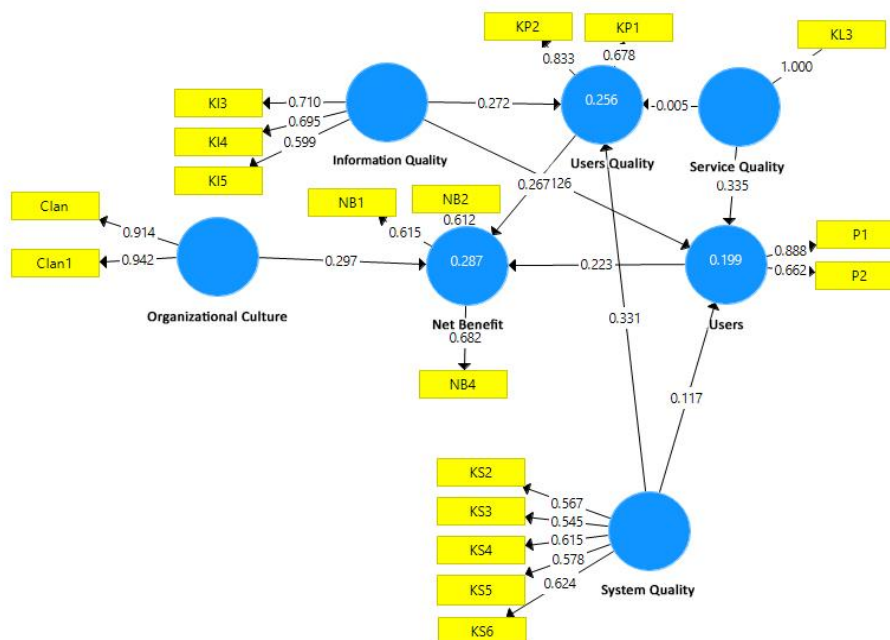 KP2
KP1
KL3
0.833
0.678
1.000
KI3
0.710
0.272
0.256
-0.005
KI4
0.695
KI5
0.599
Information Quality
Users Quality
Service Quality
Clan
NB1
NB2
0.267
126
0.335
0.914
0.615
0.612
P1
0.888
Clan1
0.942
0.297
0.287
0.223
0.199
0.662
P2
Organizational Culture
Net Benefit
Users
0.682
0.331
NB4
0.117
KS2
0.567
KS3
0.545
KS4
0.615
0.578
KS5
0.624
System Quality
KS6